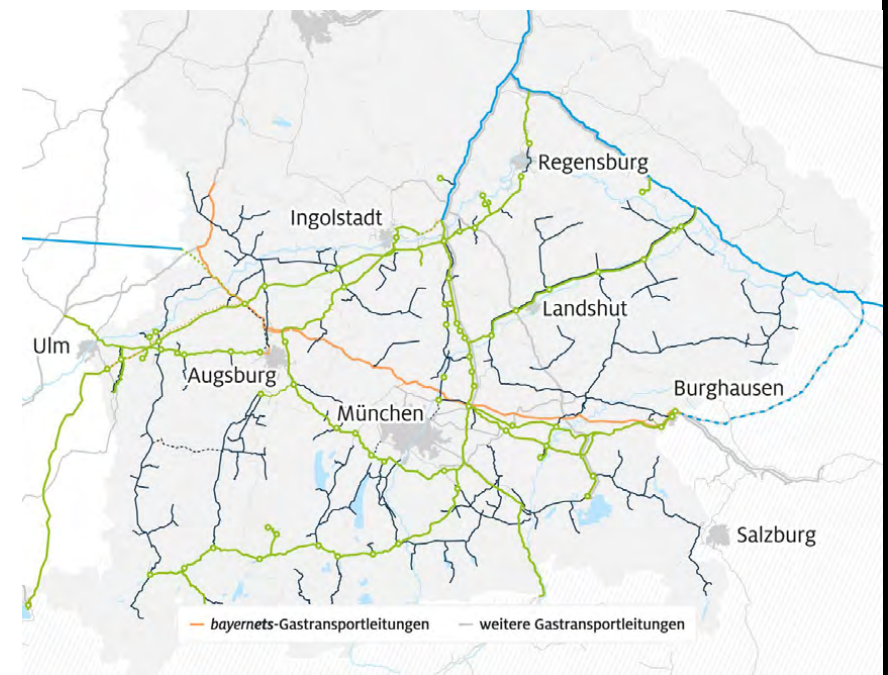 Regensburg
Ingolstadt
Landshut
Ulm
Augsburg
Burghausen
München
Salzburg
bayernets-Gastransportleitungen
weitere Gastransportleitungen